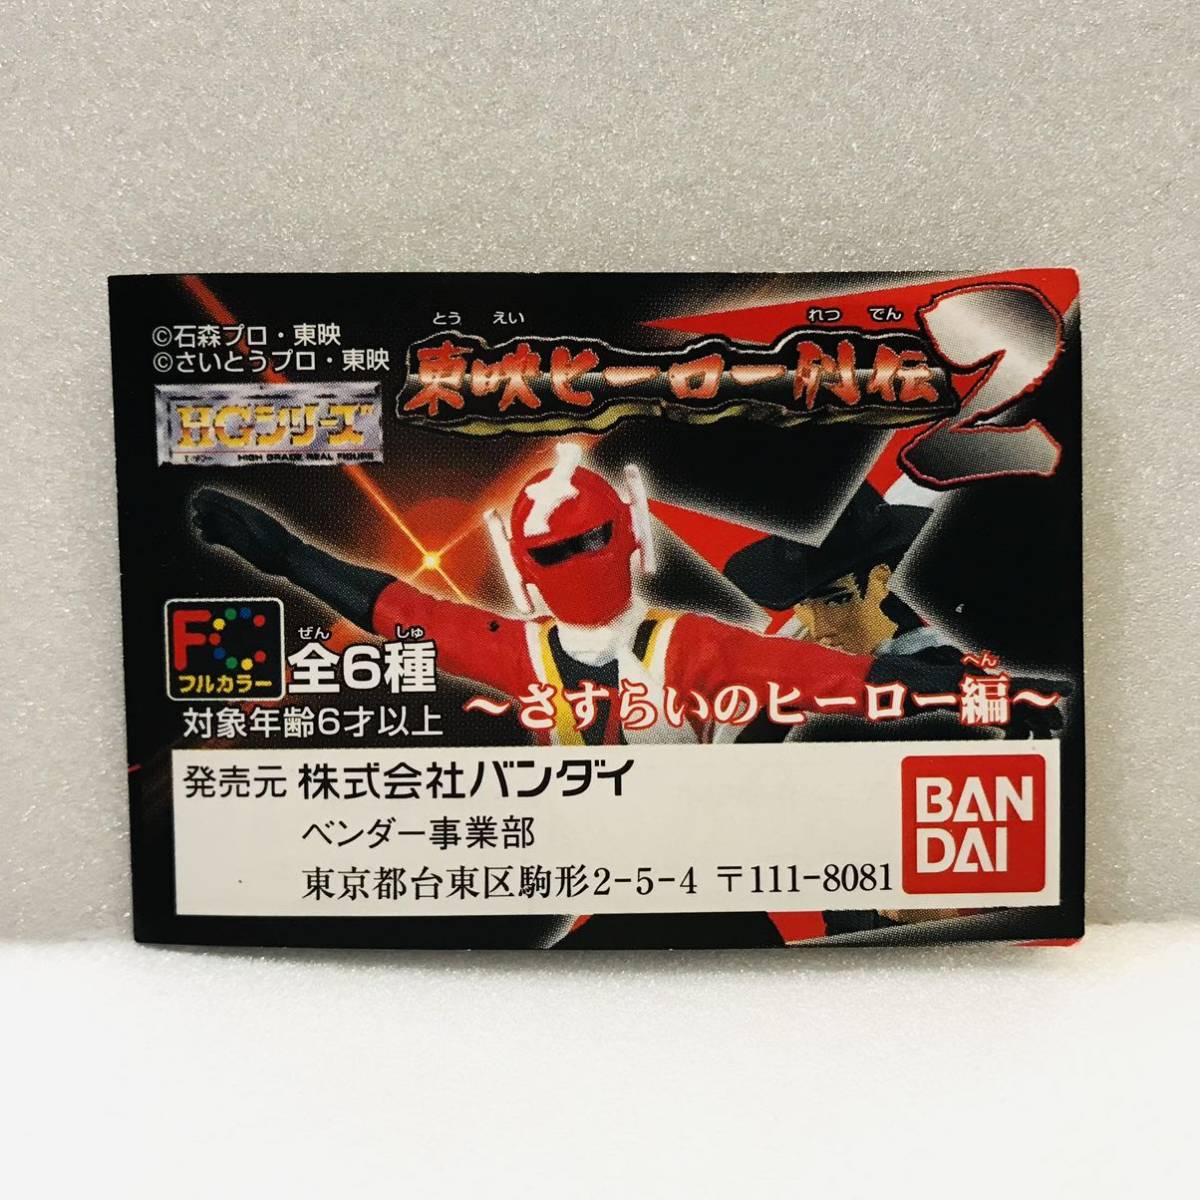 ©石森プロ・東映
©さいとうプロ・東映
とう えい れつ でん
東映ヒーロー列伝2
HGシリーズ
HIGH GRADE REAL FIGURE
FC
フルカラー
ぜん しゅ
全6種
対象年齢6才以上
へん
～さすらいのヒーロー編～
発売元 株式会社バンダイ
ベンダー事業部
東京都台東区駒形2-5-4 〒111-8081
BAN
DAI